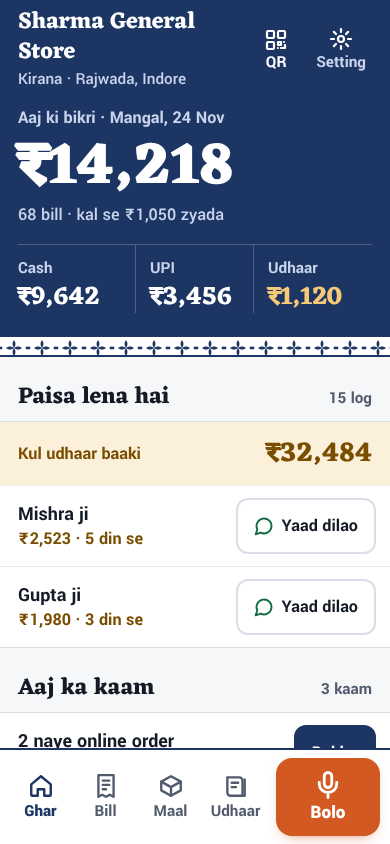 Sharma General
Store
QR
Setting
Kirana · Rajwada, Indore
Aaj ki bikri · Mangal, 24 Nov
₹14,218
68 bill · kal se ₹1,050 zyada
Cash
UPI
Udhaar
₹9,642
₹3,456
₹1,120
Paisa lena hai
15 log
Kul udhaar baaki
₹32,484
Mishra ji
₹2,523 · 5 din se
Yaad dilao
Gupta ji
₹1,980 · 3 din se
Yaad dilao
Aaj ka kaam
3 kaam
2 naye online order
Ghar
Bill
Maal
Udhaar
Bolo